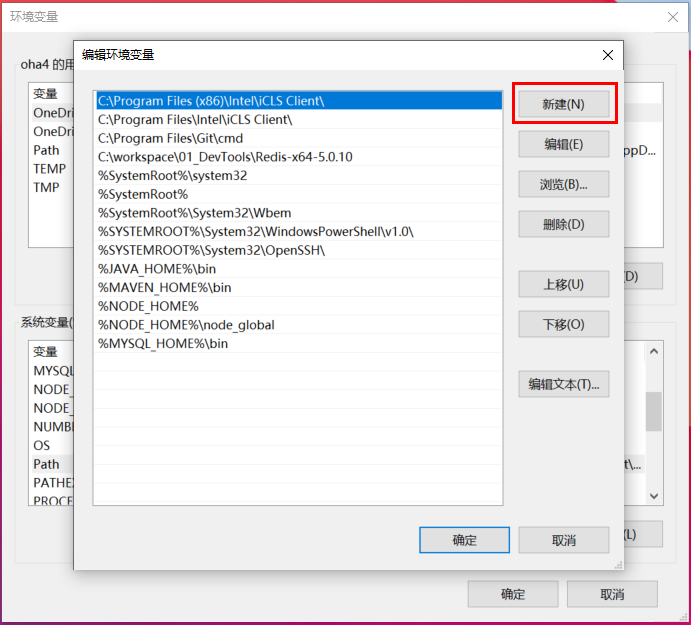 环境变量
编辑环境变量
oha4 的用
变量
OneDri
OneDri
Path
TEMP
TMP
ppD...
(D)
C:\Program Files (x86)\Intel\iCLS Client\
C:\Program Files\Intel\iCLS Client\
C:\Program Files\Git\cmd
C:\workspace\01_DevTools\Redis-x64-5.0.10
%SystemRoot%\system32
%SystemRoot%
%SystemRoot%\System32\Wbem
%SYSTEMROOT%\System32\WindowsPowerShell\v1.0\
%SYSTEMROOT%\System32\OpenSSH\
%JAVA_HOME%\bin
%MAVEN_HOME%\bin
%NODE_HOME%
%NODE_HOME%\node_global
%MYSQL_HOME%\bin
新建(N)
编辑(E)
浏览(B)...
删除(D)
上移(U)
下移(O)
编辑文本(T)...
确定
取消
系统变量(
变量
MYSQL
NODE_
NODE_
NUMBE
OS
Path
PATHE
PROCE
t\...
(L)
确定
取消